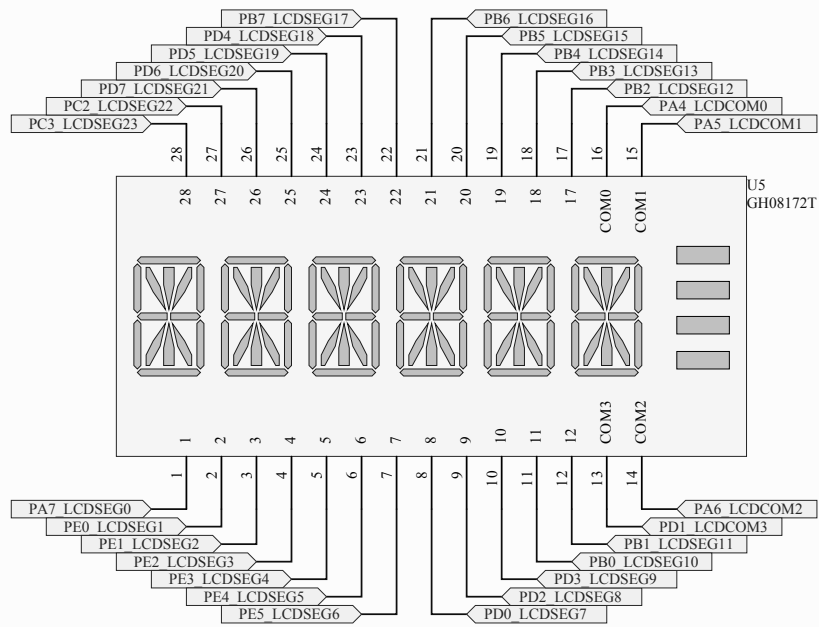 PB7_LCDSEG17
PB6_LCDSEG16
PD4_LCDSEG18
PB5_LCDSEG15
PD5_LCDSEG19
PB4_LCDSEG14
PD6_LCDSEG20
PB3_LCDSEG13
PD7_LCDSEG21
PB2_LCDSEG12
PC2_LCDSEG22
PA4_LCDCOM0
PC3_LCDSEG23
PA5_LCDCOM1
28 27 26 25 24 23 22 21 20 19 18 17 16 15
28 27 26 25 24 23 22 21 20 19 18 17 COM0 COM1
U5
GH08172T
1 2 3 4 5 6 7 8 9 10 11 12 COM3 COM2
1 2 3 4 5 6 7 8 9 10 11 12 13 14
PA7_LCDSEG0
PA6_LCDCOM2
PE0_LCDSEG1
PD1_LCDCOM3
PE1_LCDSEG2
PB1_LCDSEG11
PE2_LCDSEG3
PB0_LCDSEG10
PE3_LCDSEG4
PD3_LCDSEG9
PE4_LCDSEG5
PD2_LCDSEG8
PE5_LCDSEG6
PD0_LCDSEG7